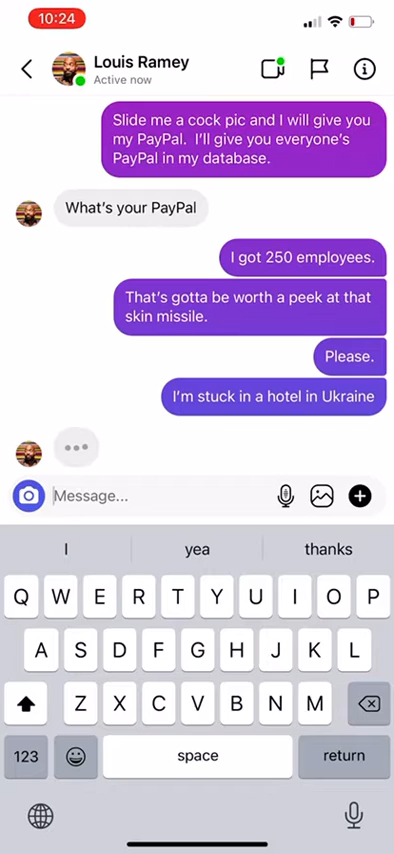 10:24
Louis Ramey
Active now
Slide me a cock pic and I will give you
my PayPal.  I'll give you everyone's
PayPal in my database.
What's your PayPal
I got 250 employees.
That's gotta be worth a peek at that
skin missile.
Please.
I'm stuck in a hotel in Ukraine
Message...
I yea thanks
Q W E R T Y U I O P
A S D F G H J K L
Z X C V B N M
123 space return